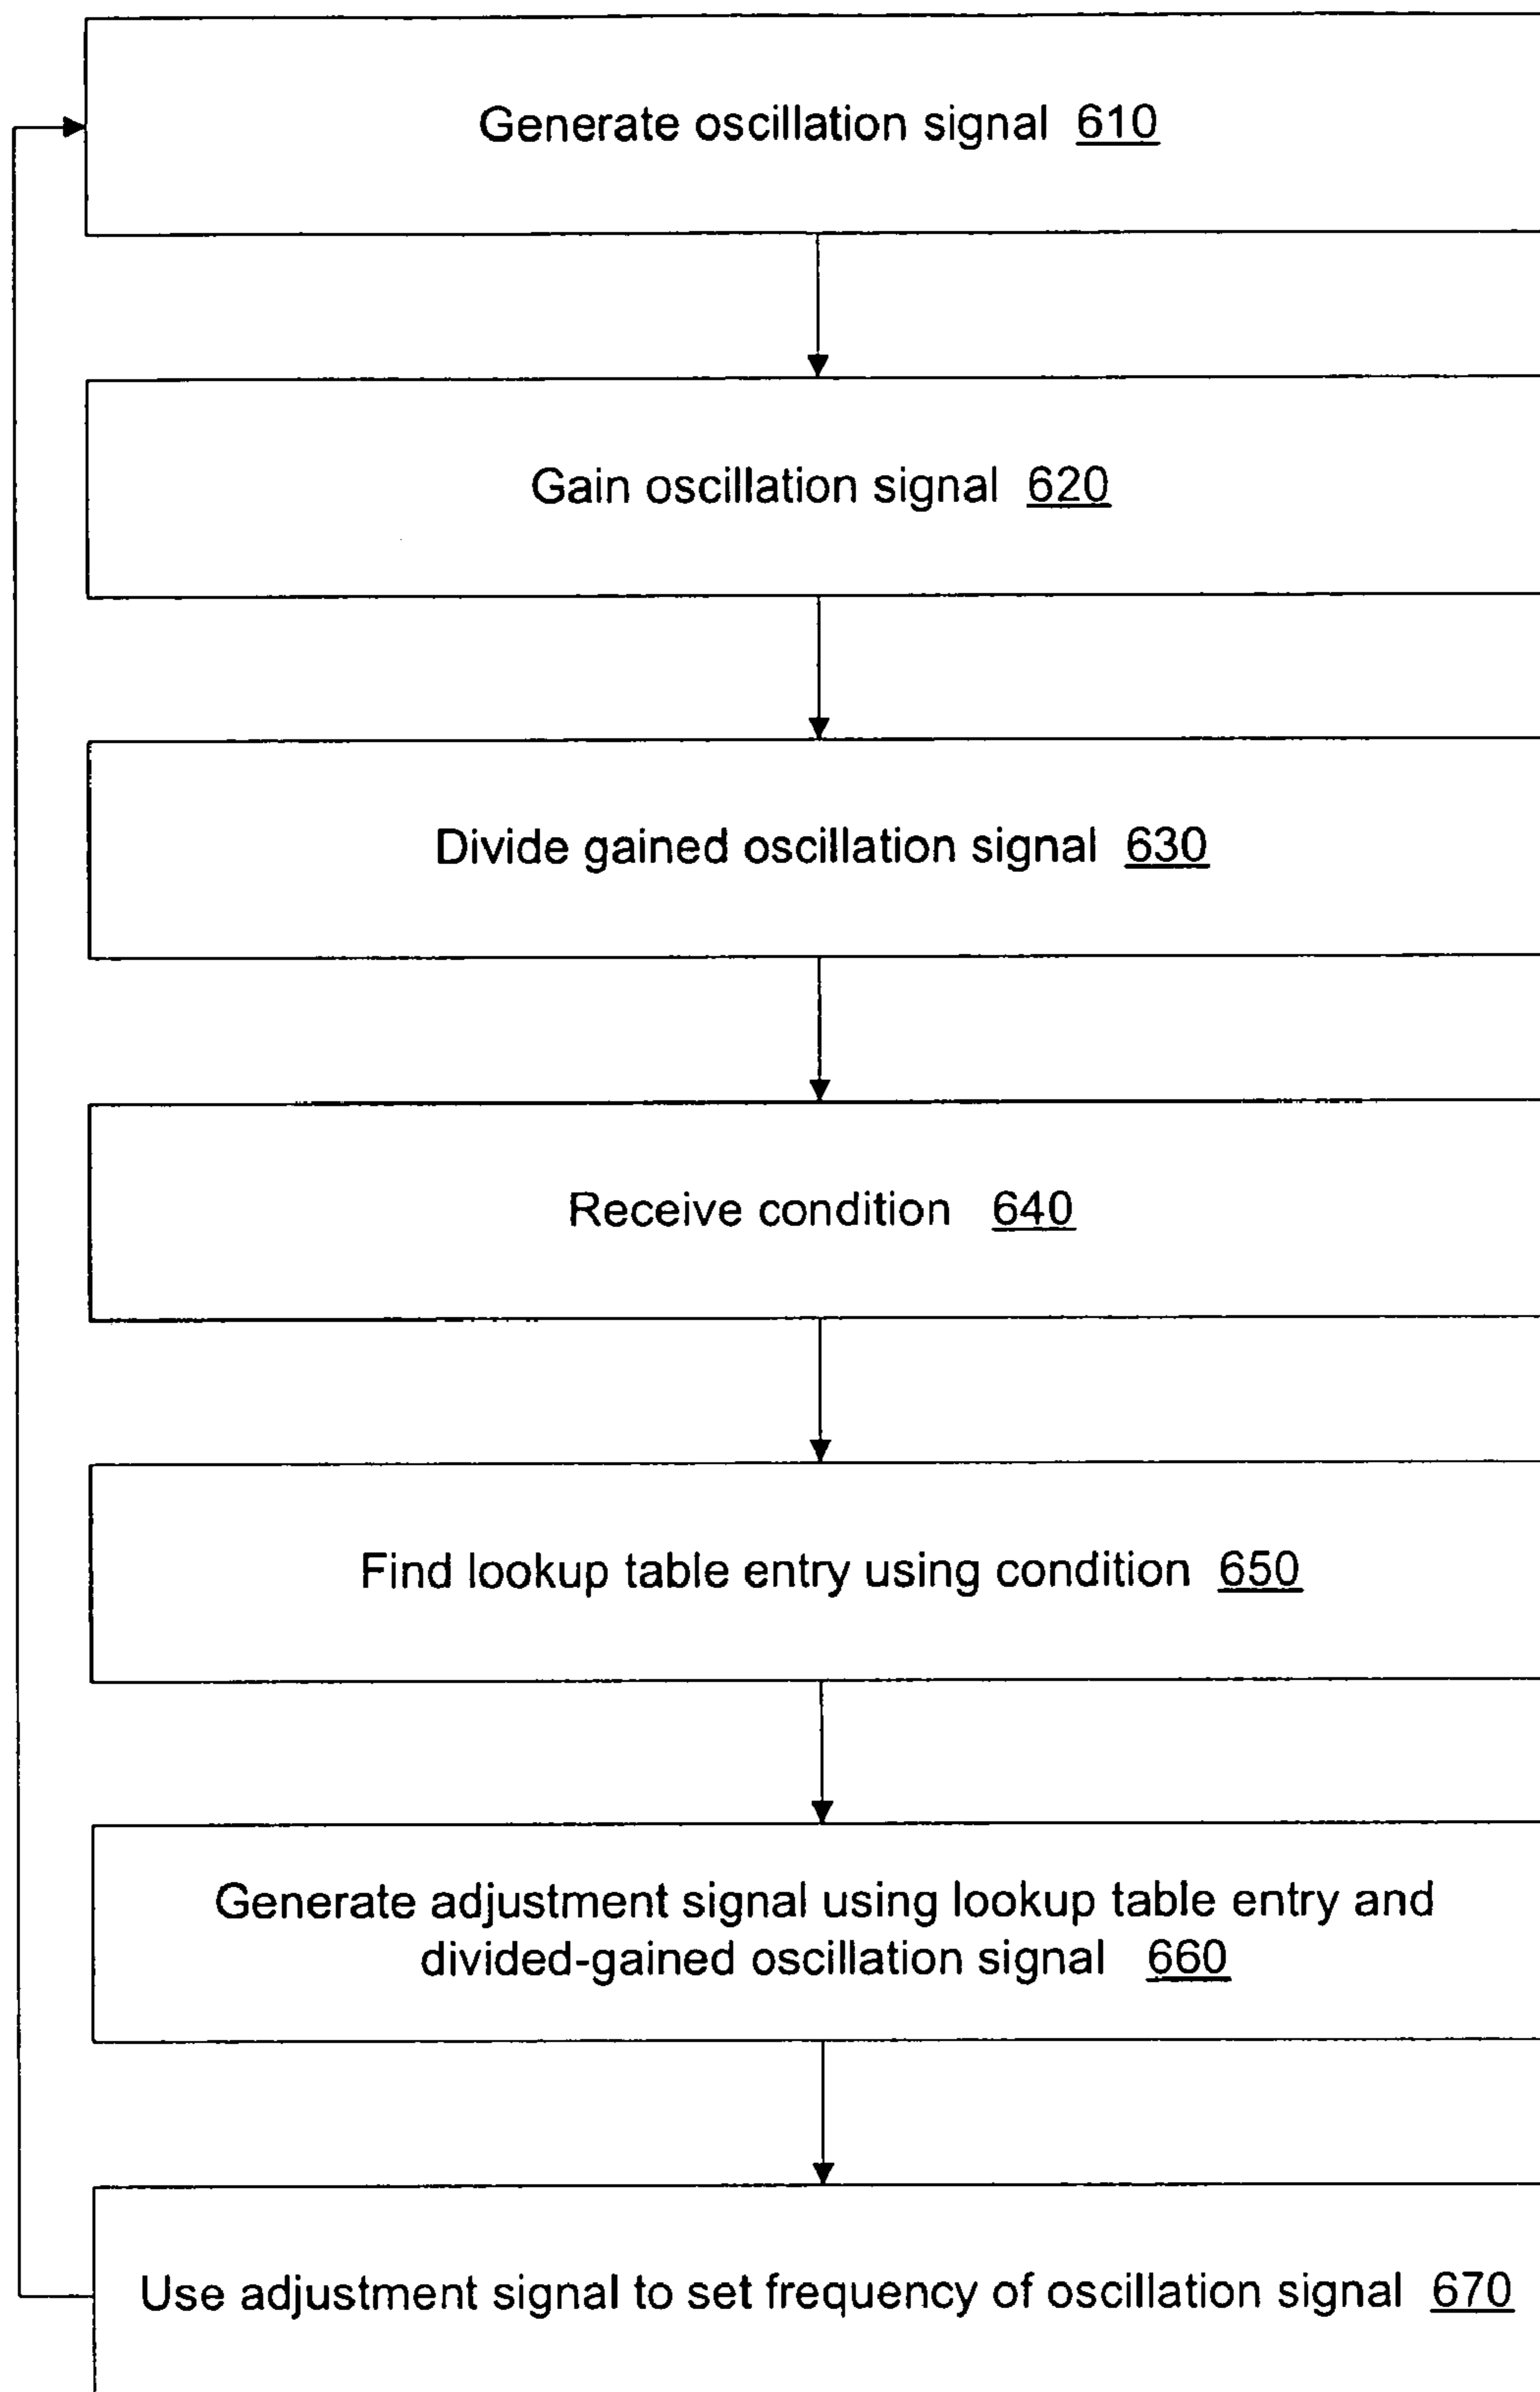 Generate oscillation signal 610
Gain oscillation signal 620
Divide gained oscillation signal 630
Receive condition 640
Find lookup table entry using condition 650
Generate adjustment signal using lookup table entry and
divided-gained oscillation signal 660
Use adjustment signal to set frequency of oscillation signal 670